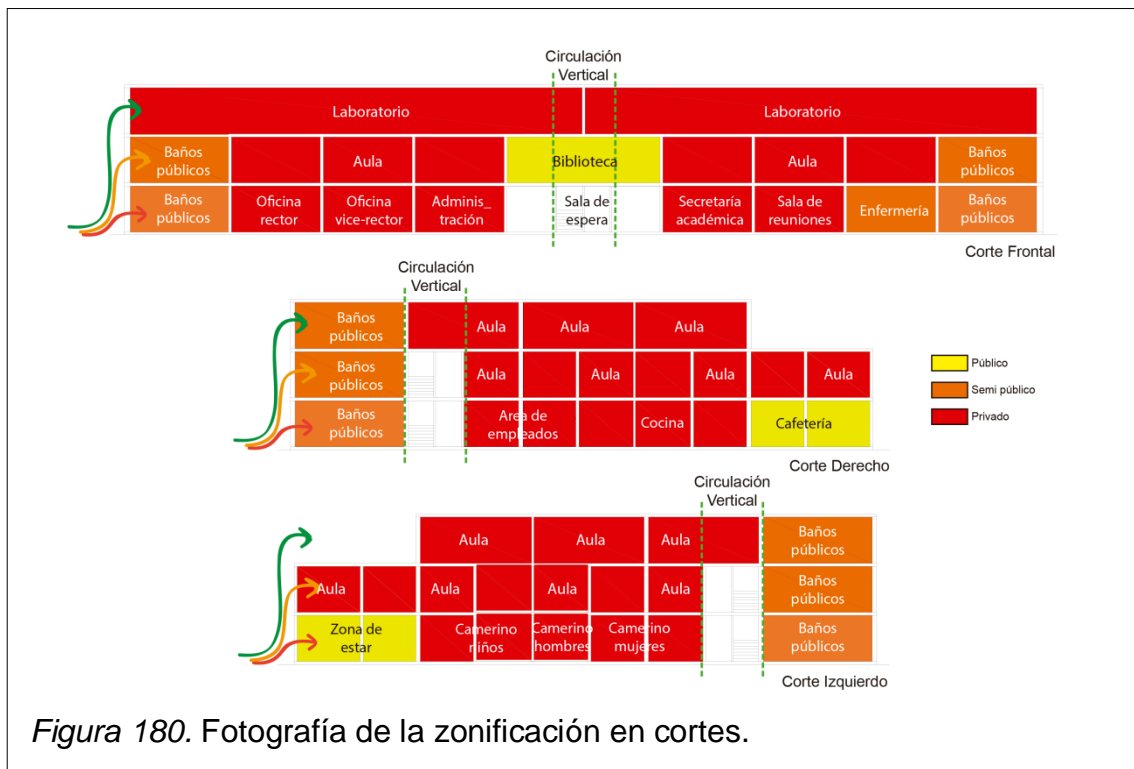 Circulación
Vertical
Laboratorio
Laboratorio
Baños
públicos
Aula
Biblioteca
Aula
Baños
públicos
Baños
públicos
Oficina
rector
Oficina
vice-rector
Adminis_
tración
Sala de
espera
Secretaría
académica
Sala de
reuniones
Enfermería
Baños
públicos
Corte Frontal
Circulación
Vertical
Baños
públicos
Aula
Aula
Aula
Baños
públicos
Aula
Aula
Aula
Aula
Baños
públicos
Area de
empleados
Cocina
Cafetería
Corte Derecho
Público
Semi público
Privado
Circulación
Vertical
Aula
Aula
Aula
Baños
públicos
Aula
Aula
Aula
Aula
Baños
públicos
Zona de
estar
Camerino
niños
Camerino
hombres
Camerino
mujeres
Baños
públicos
Corte Izquierdo
Figura 180. Fotografía de la zonificación en cortes.